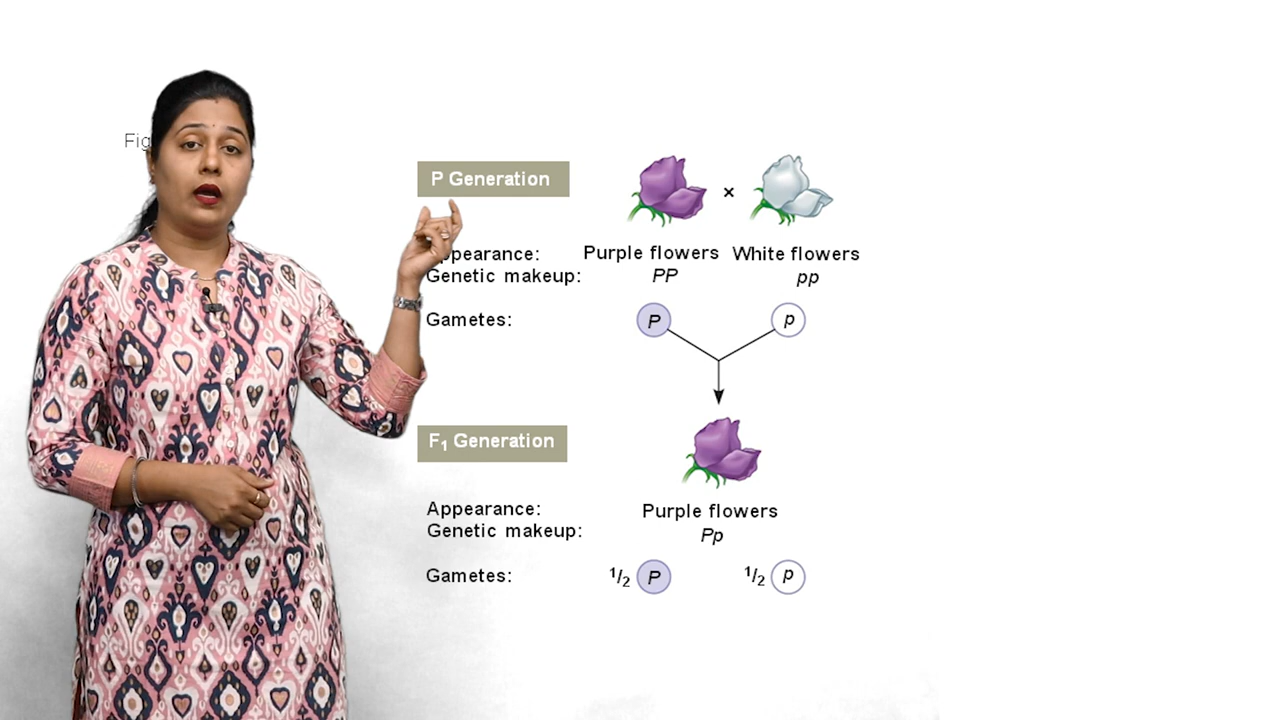 Fig
P Generation
×
Appearance: Purple flowers White flowers
Genetic makeup: PP pp
Gametes: P p
F₁ Generation
Appearance: Purple flowers
Genetic makeup: Pp
Gametes: 1/2 P 1/2 p